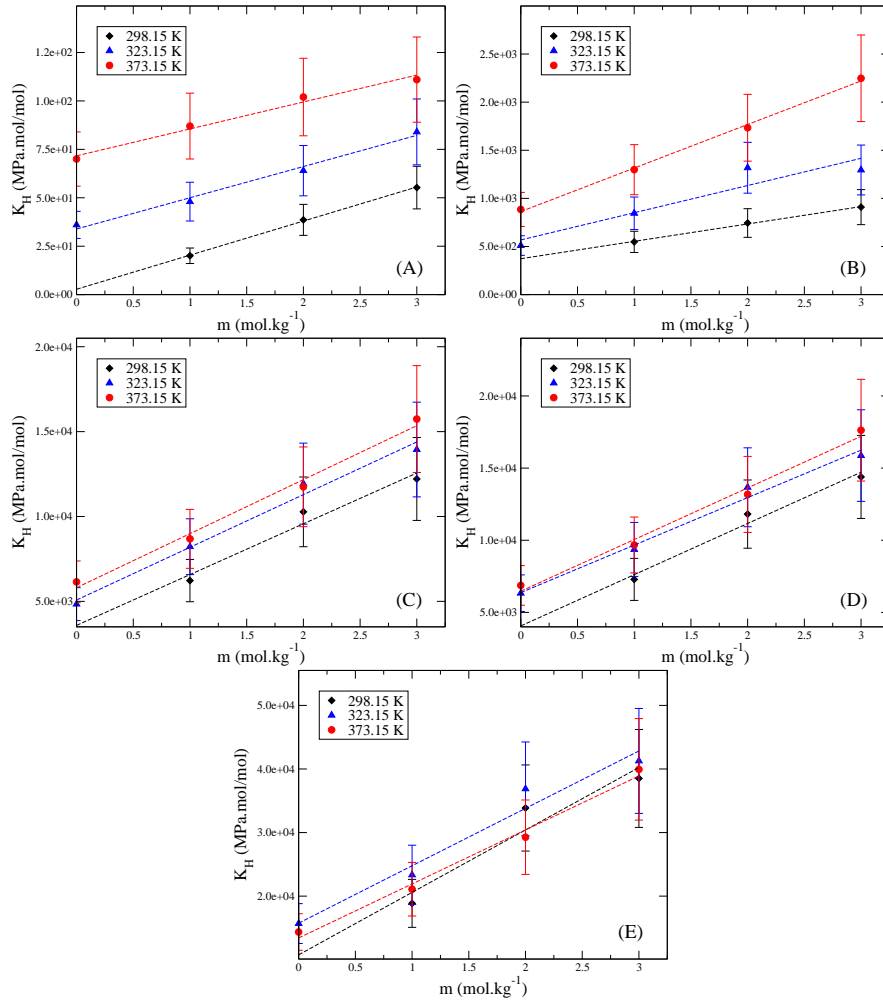 298.15 K
323.15 K
373.15 K
K_H (MPa.mol/mol)
1.2e+02
1.0e+02
7.5e+01
5.0e+01
2.5e+01
0.0e+00
(A)
0 0.5 1 1.5 2 2.5 3
m (mol.kg^-1)
298.15 K
323.15 K
373.15 K
K_H (MPa.mol/mol)
2.5e+03
2.0e+03
1.5e+03
1.0e+03
5.0e+02
0.0e+00
(B)
0 0.5 1 1.5 2 2.5 3
m (mol.kg^-1)
298.15 K
323.15 K
373.15 K
K_H (MPa.mol/mol)
2.0e+04
1.5e+04
1.0e+04
5.0e+03
(C)
0 0.5 1 1.5 2 2.5 3
m (mol.kg^-1)
298.15 K
323.15 K
373.15 K
K_H (MPa.mol/mol)
2.0e+04
1.5e+04
1.0e+04
5.0e+03
(D)
0 0.5 1 1.5 2 2.5 3
m (mol.kg^-1)
298.15 K
323.15 K
373.15 K
K_H (MPa.mol/mol)
5.0e+04
4.0e+04
3.0e+04
2.0e+04
(E)
0 0.5 1 1.5 2 2.5 3
m (mol.kg^-1)